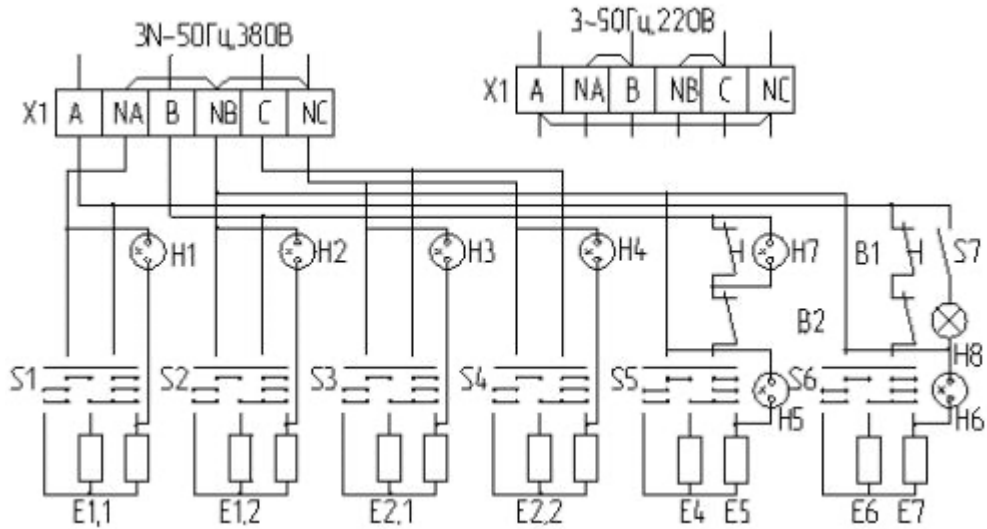 3N~50Гц,380В
3~50Гц,220В
X1 A NA B NB C NC
X1 A NA B NB C NC
H1 H2 H3 H4 H7 B1 S7
B2
H8
S1 S2 S3 S4 S5 S6
H5 H6
E1,1 E1,2 E2,1 E2,2 E4 E5 E6 E7